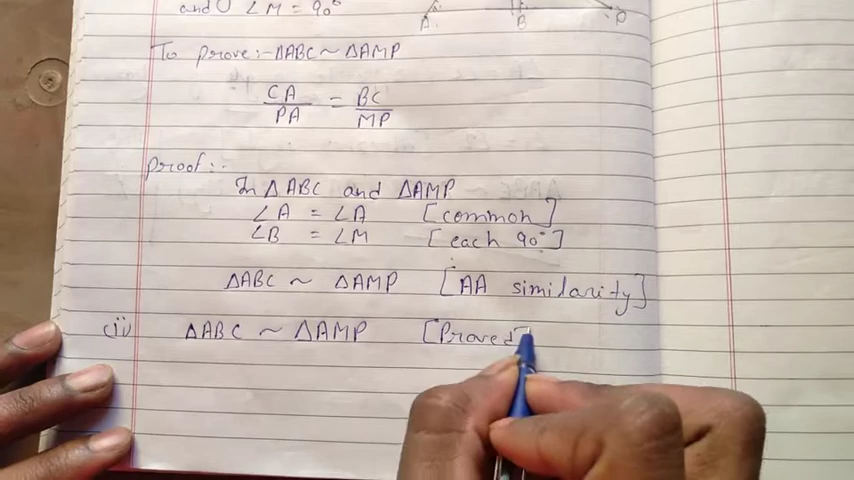 and ∠M = 90°
A B P
To prove:- ΔABC ~ ΔAMP
CA/PA = BC/MP
Proof:-
In ΔABC and ΔAMP
∠A = ∠A [common]
∠B = ∠M [each 90°]
ΔABC ~ ΔAMP [AA similarity]
(ii) ΔABC ~ ΔAMP [Proved]